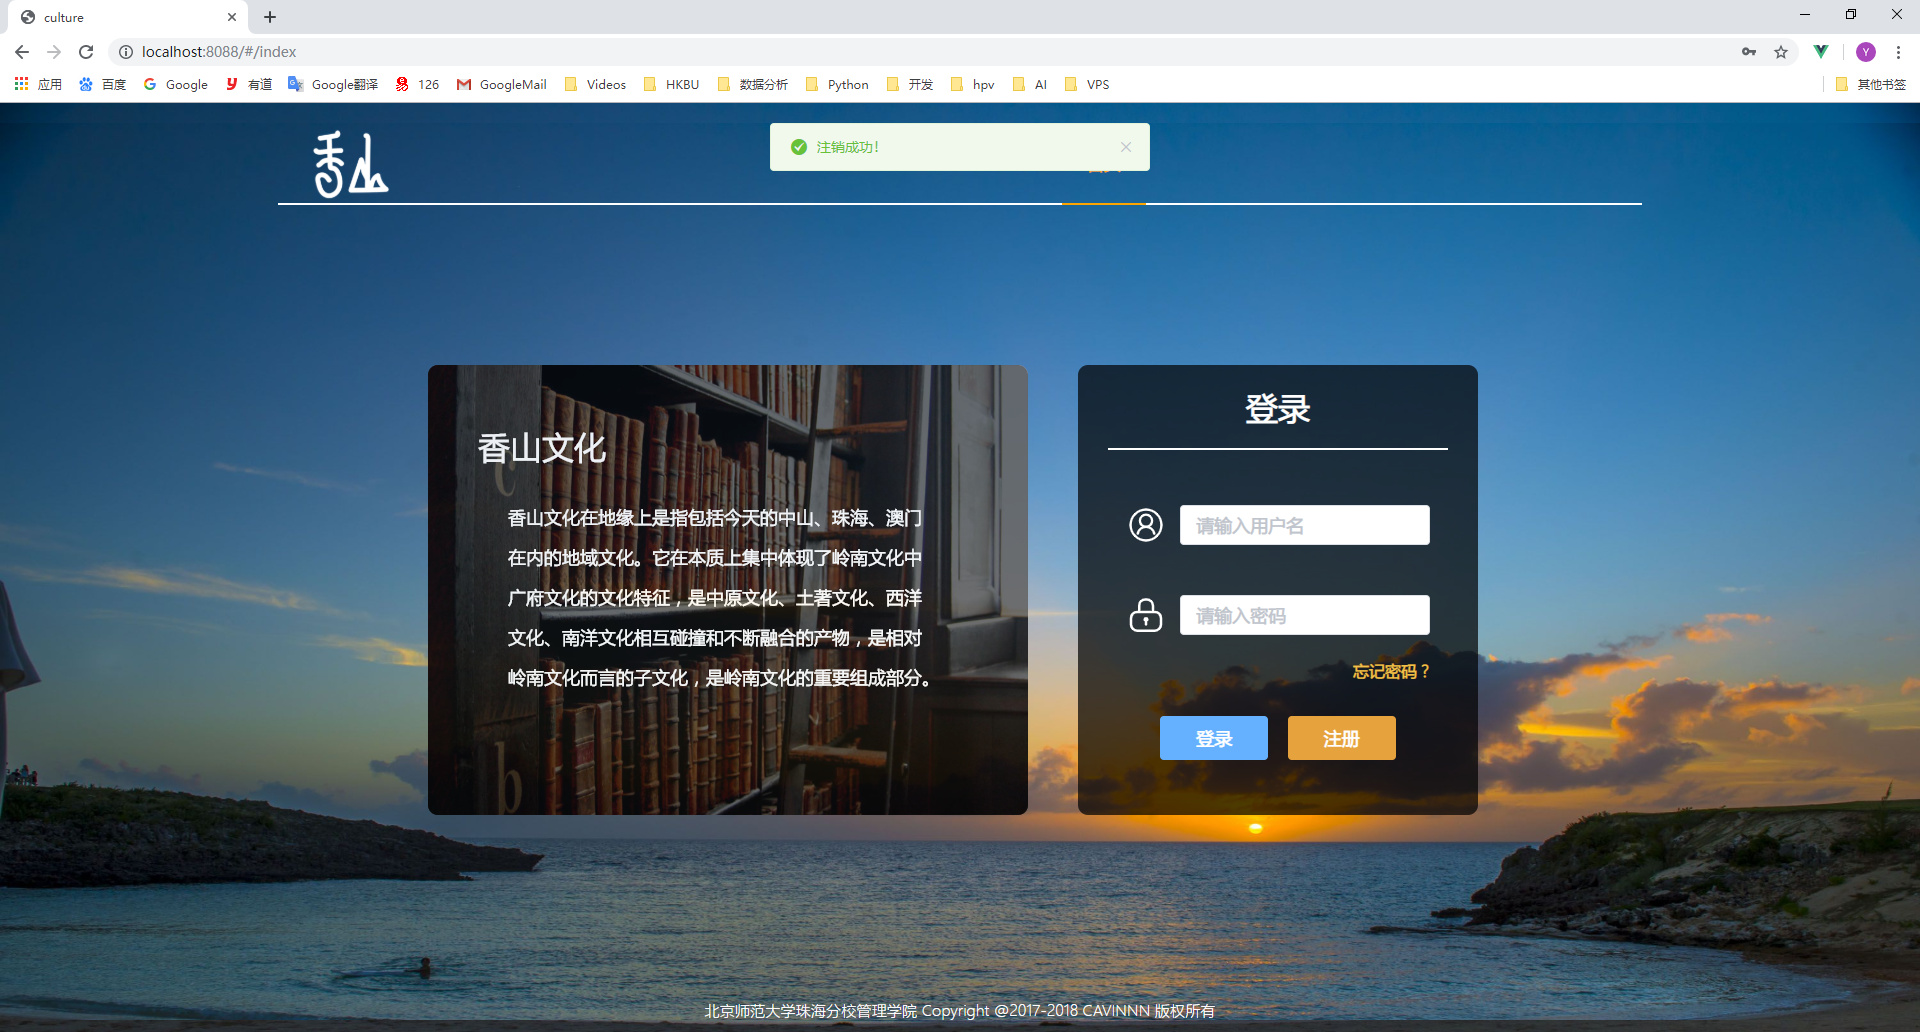 culture
localhost:8088/#/index
Y
应用 百度 Google 有道 Google翻译 126 GoogleMail Videos HKBU 数据分析 Python 开发 hpv AI VPS 其他书签
香山
注销成功!
香山文化
香山文化在地缘上是指包括今天的中山、珠海、澳门
在内的地域文化。它在本质上集中体现了岭南文化中
广府文化的文化特征，是中原文化、土著文化、西洋
文化、南洋文化相互碰撞和不断融合的产物，是相对
岭南文化而言的子文化，是岭南文化的重要组成部分。
c
b
登录
请输入用户名
请输入密码
忘记密码？
登录 注册
北京师范大学珠海分校管理学院 Copyright @2017-2018 CAVINNN 版权所有